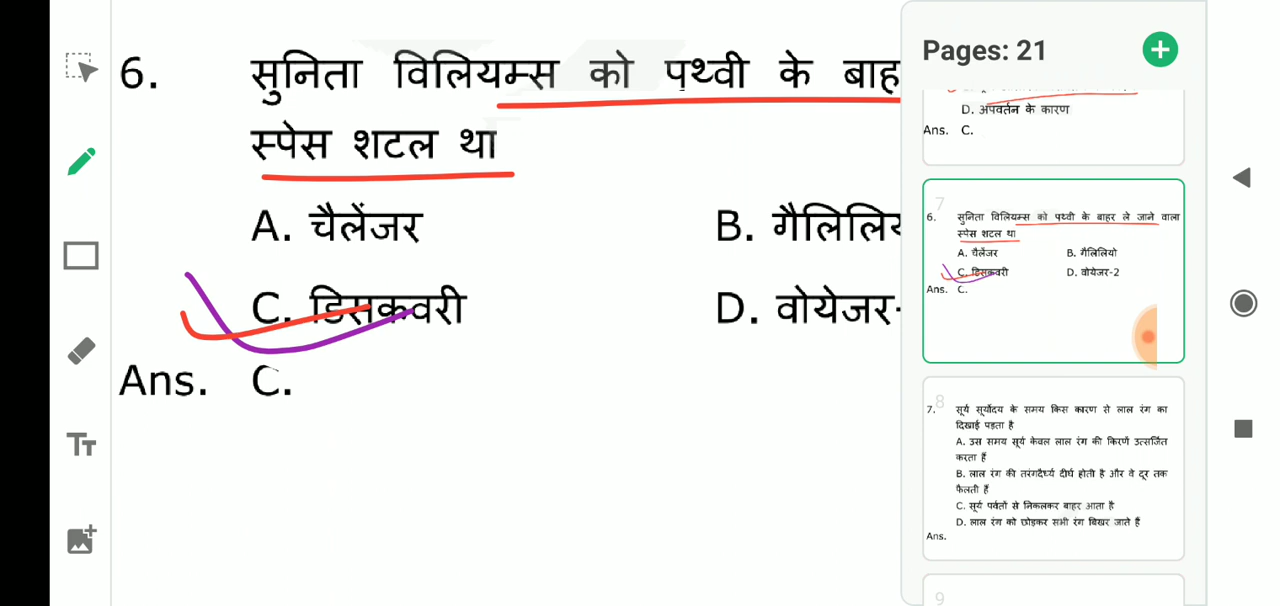 6. सुनिता विलियम्स को पृथ्वी के बाह
स्पेस शटल था
A. चैलेंजर B. गैलिलिय
C. डिसकवरी D. वोयेजर-
Ans. C.
Pages: 21
D. अपवर्तन के कारण
Ans. C.
7
6. सुनिता विलियम्स को पृथ्वी के बाहर ले जाने वाला
स्पेस शटल था
A. चैलेंजर B. गैलिलियो
C. डिसकवरी D. वोयेजर-2
Ans. C.
8
7. सूर्य सूर्योदय के समय किस कारण से लाल रंग का
दिखाई पड़ता है
A. उस समय सूर्य केवल लाल रंग की किरणें उत्सर्जित
करता हैं
B. लाल रंग की तरंगदैर्ध्य दीर्घ होती है और वे दूर तक
फैलती हैं
C. सूर्य पर्वतों से निकलकर बाहर आता है
D. लाल रंग को छोड़कर सभी रंग बिखर जाते हैं
Ans.
9
TT